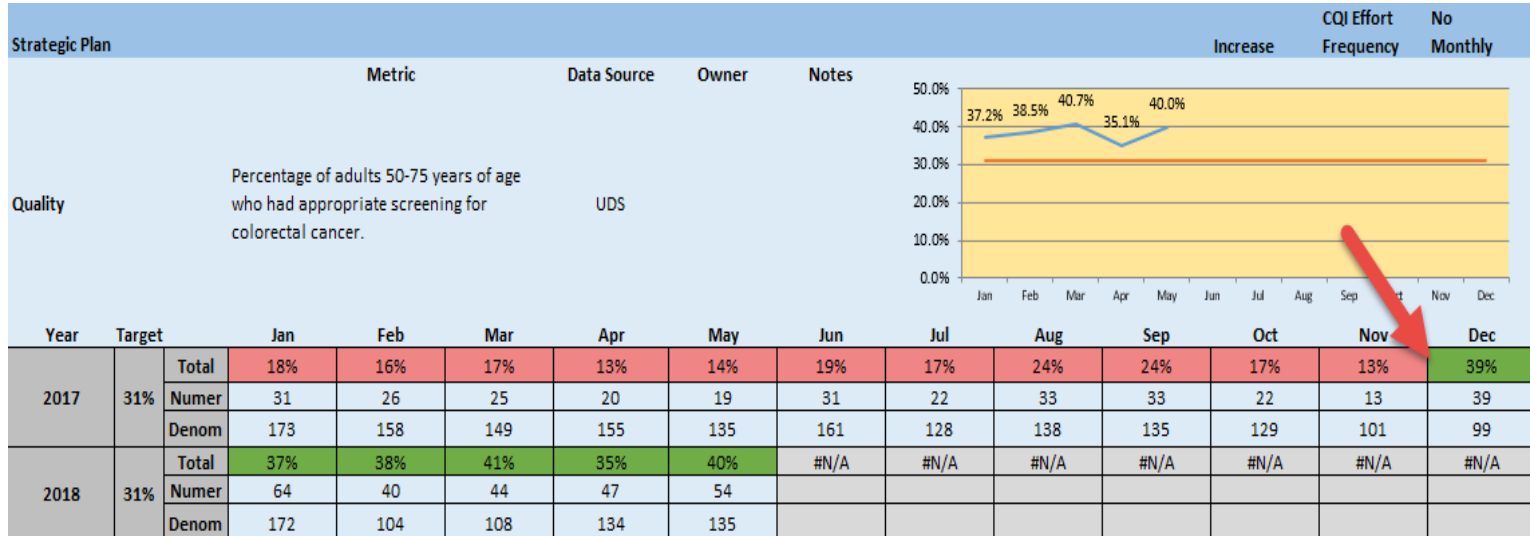 CQI Effort No
Strategic Plan Increase Frequency Monthly
Metric Data Source Owner Notes
50.0%
40.0%
30.0%
20.0%
10.0%
0.0%
37.2% 38.5% 40.7% 35.1% 40.0%
Jan Feb Mar Apr May Jun Jul Aug Sep Nov Dec
Quality
Percentage of adults 50-75 years of age
who had appropriate screening for
colorectal cancer.
UDS
Year Target Jan Feb Mar Apr May Jun Jul Aug Sep Oct Nov Dec
2017 31%
Total 18% 16% 17% 13% 14% 19% 17% 24% 24% 17% 13% 39%
Numer 31 26 25 20 19 31 22 33 33 22 13 39
Denom 173 158 149 155 135 161 128 138 135 129 101 99
2018 31%
Total 37% 38% 41% 35% 40% #N/A #N/A #N/A #N/A #N/A #N/A #N/A
Numer 64 40 44 47 54
Denom 172 104 108 134 135